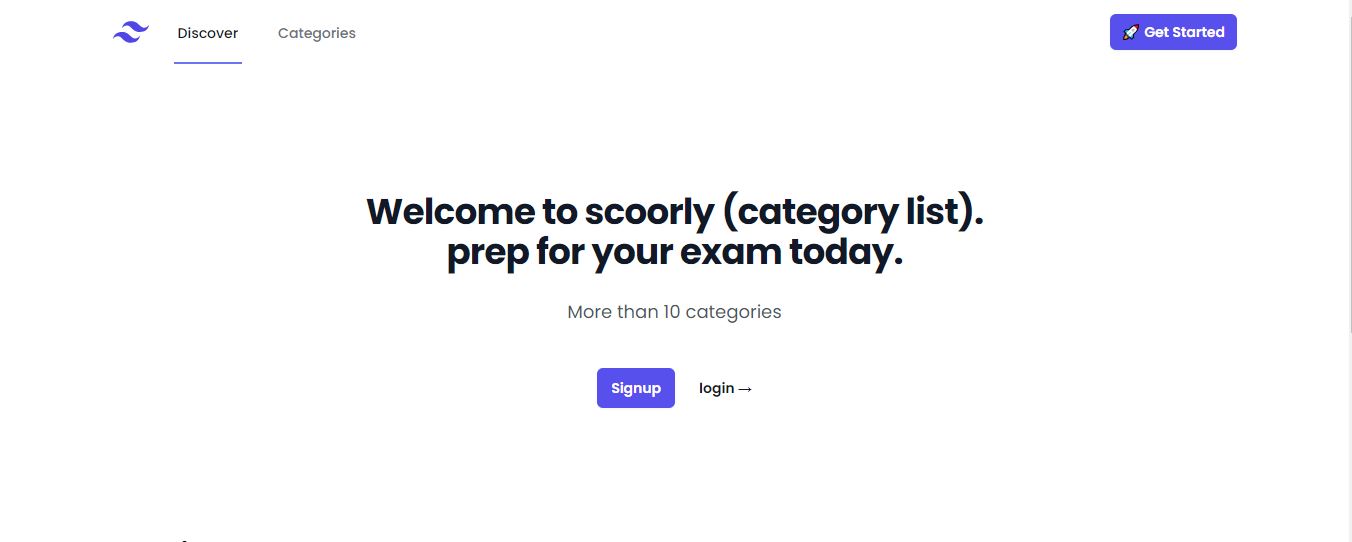 Discover
Categories
🚀 Get Started
Welcome to scoorly (category list).
prep for your exam today.
More than 10 categories
Signup
login →